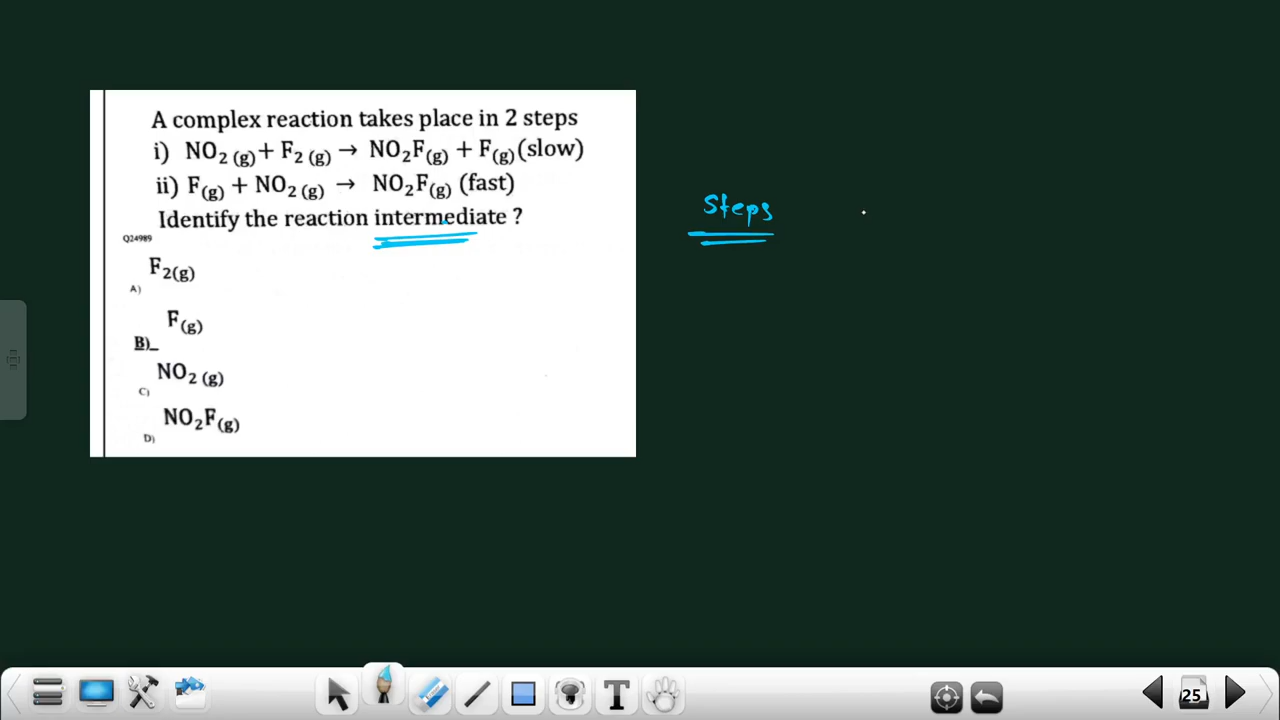 A complex reaction takes place in 2 steps
i) NO₂ (g) + F₂ (g) → NO₂F(g) + F(g) (slow)
ii) F(g) + NO₂ (g) → NO₂F(g) (fast)
Identify the reaction intermediate ?
Q24989
F₂(g)
A)
F(g)
B)_
NO₂ (g)
C)
NO₂F(g)
D)
Steps
T
25